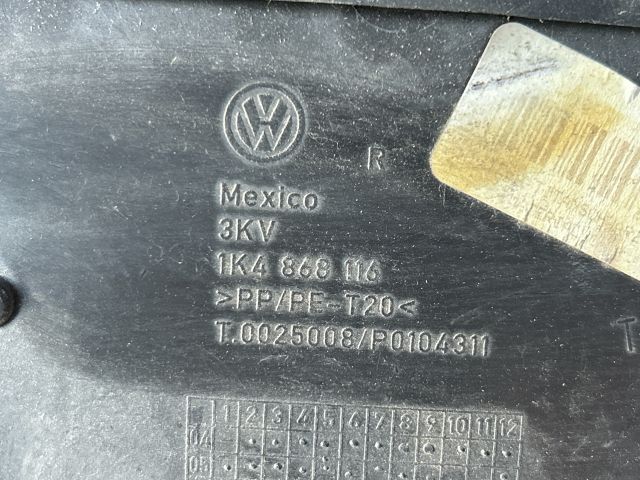 R
Mexico
3KV
1K4 868 116
>PP/PE-T20<
T.0025008/P0104311
T
1 2 3 4 5 6 7 8 9 10 11 12
04
05